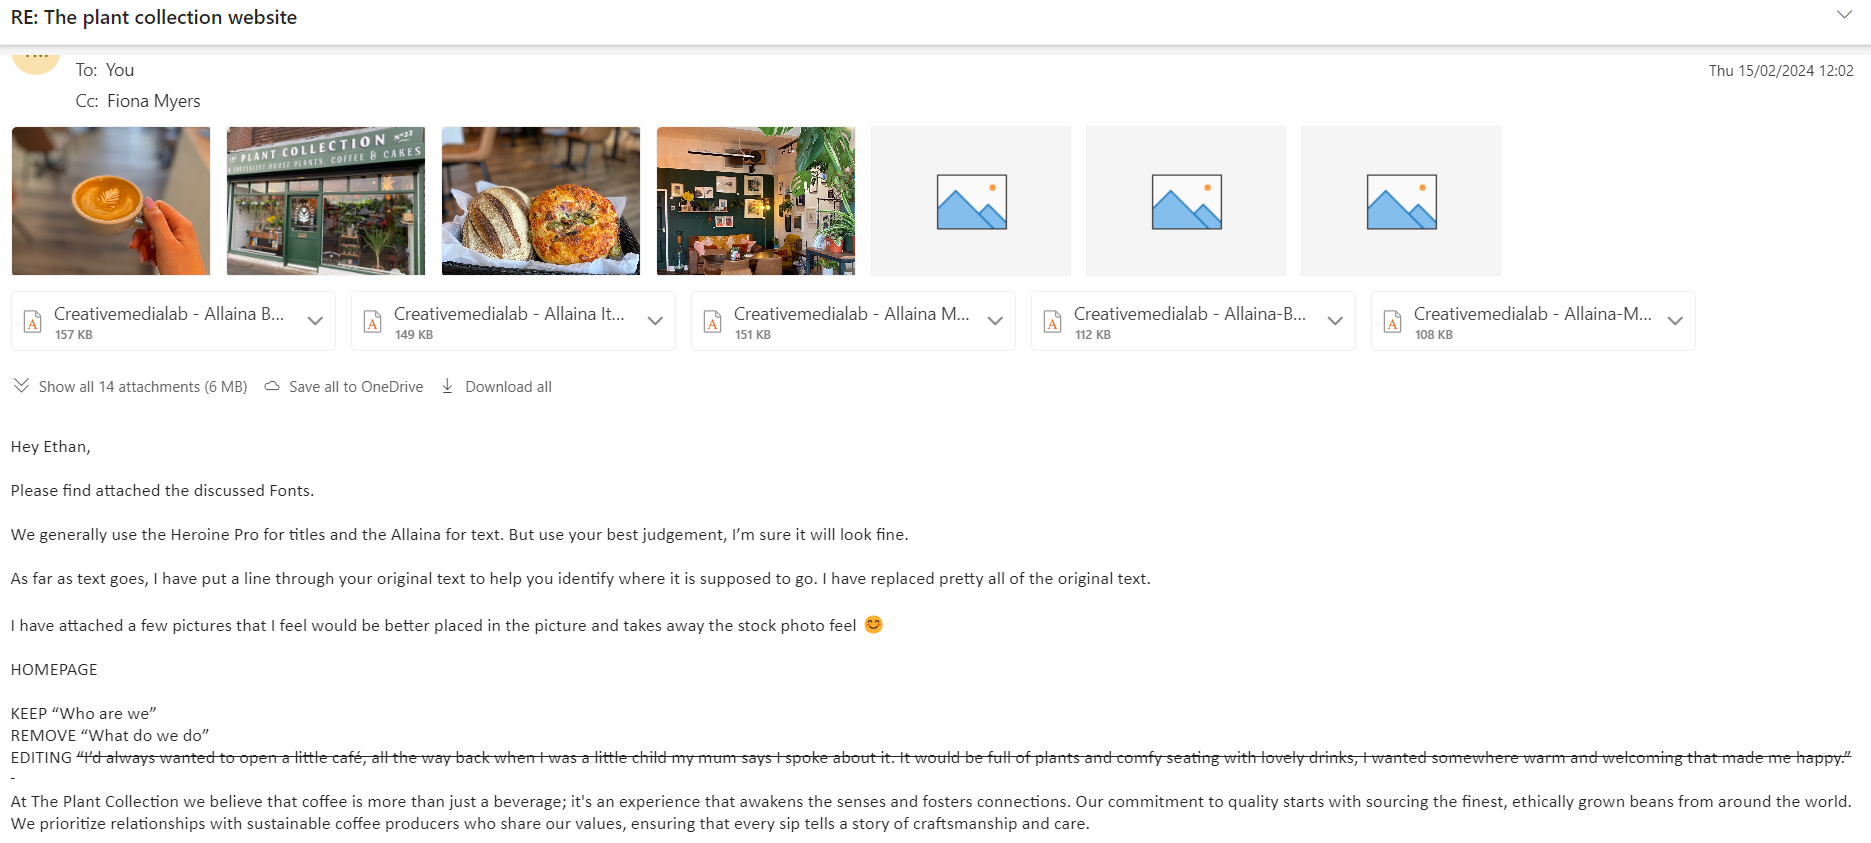 RE: The plant collection website
To: You
Thu 15/02/2024 12:02
Cc: Fiona Myers
Nº22
THE PLANT COLLECTION
SPECIALIST HOUSE PLANTS, COFFEE & CAKES
Creativemedialab - Allaina B...
157 KB
Creativemedialab - Allaina It...
149 KB
Creativemedialab - Allaina M...
151 KB
Creativemedialab - Allaina-B...
112 KB
Creativemedialab - Allaina-M...
108 KB
Show all 14 attachments (6 MB) Save all to OneDrive Download all
Hey Ethan,
Please find attached the discussed Fonts.
We generally use the Heroine Pro for titles and the Allaina for text. But use your best judgement, I’m sure it will look fine.
As far as text goes, I have put a line through your original text to help you identify where it is supposed to go. I have replaced pretty all of the original text.
I have attached a few pictures that I feel would be better placed in the picture and takes away the stock photo feel 😊
HOMEPAGE
KEEP “Who are we”
REMOVE “What do we do”
EDITING “I’d always wanted to open a little café, all the way back when I was a little child my mum says I spoke about it. It would be full of plants and comfy seating with lovely drinks, I wanted somewhere warm and welcoming that made me happy.”
-
At The Plant Collection we believe that coffee is more than just a beverage; it's an experience that awakens the senses and fosters connections. Our commitment to quality starts with sourcing the finest, ethically grown beans from around the world.
We prioritize relationships with sustainable coffee producers who share our values, ensuring that every sip tells a story of craftsmanship and care.